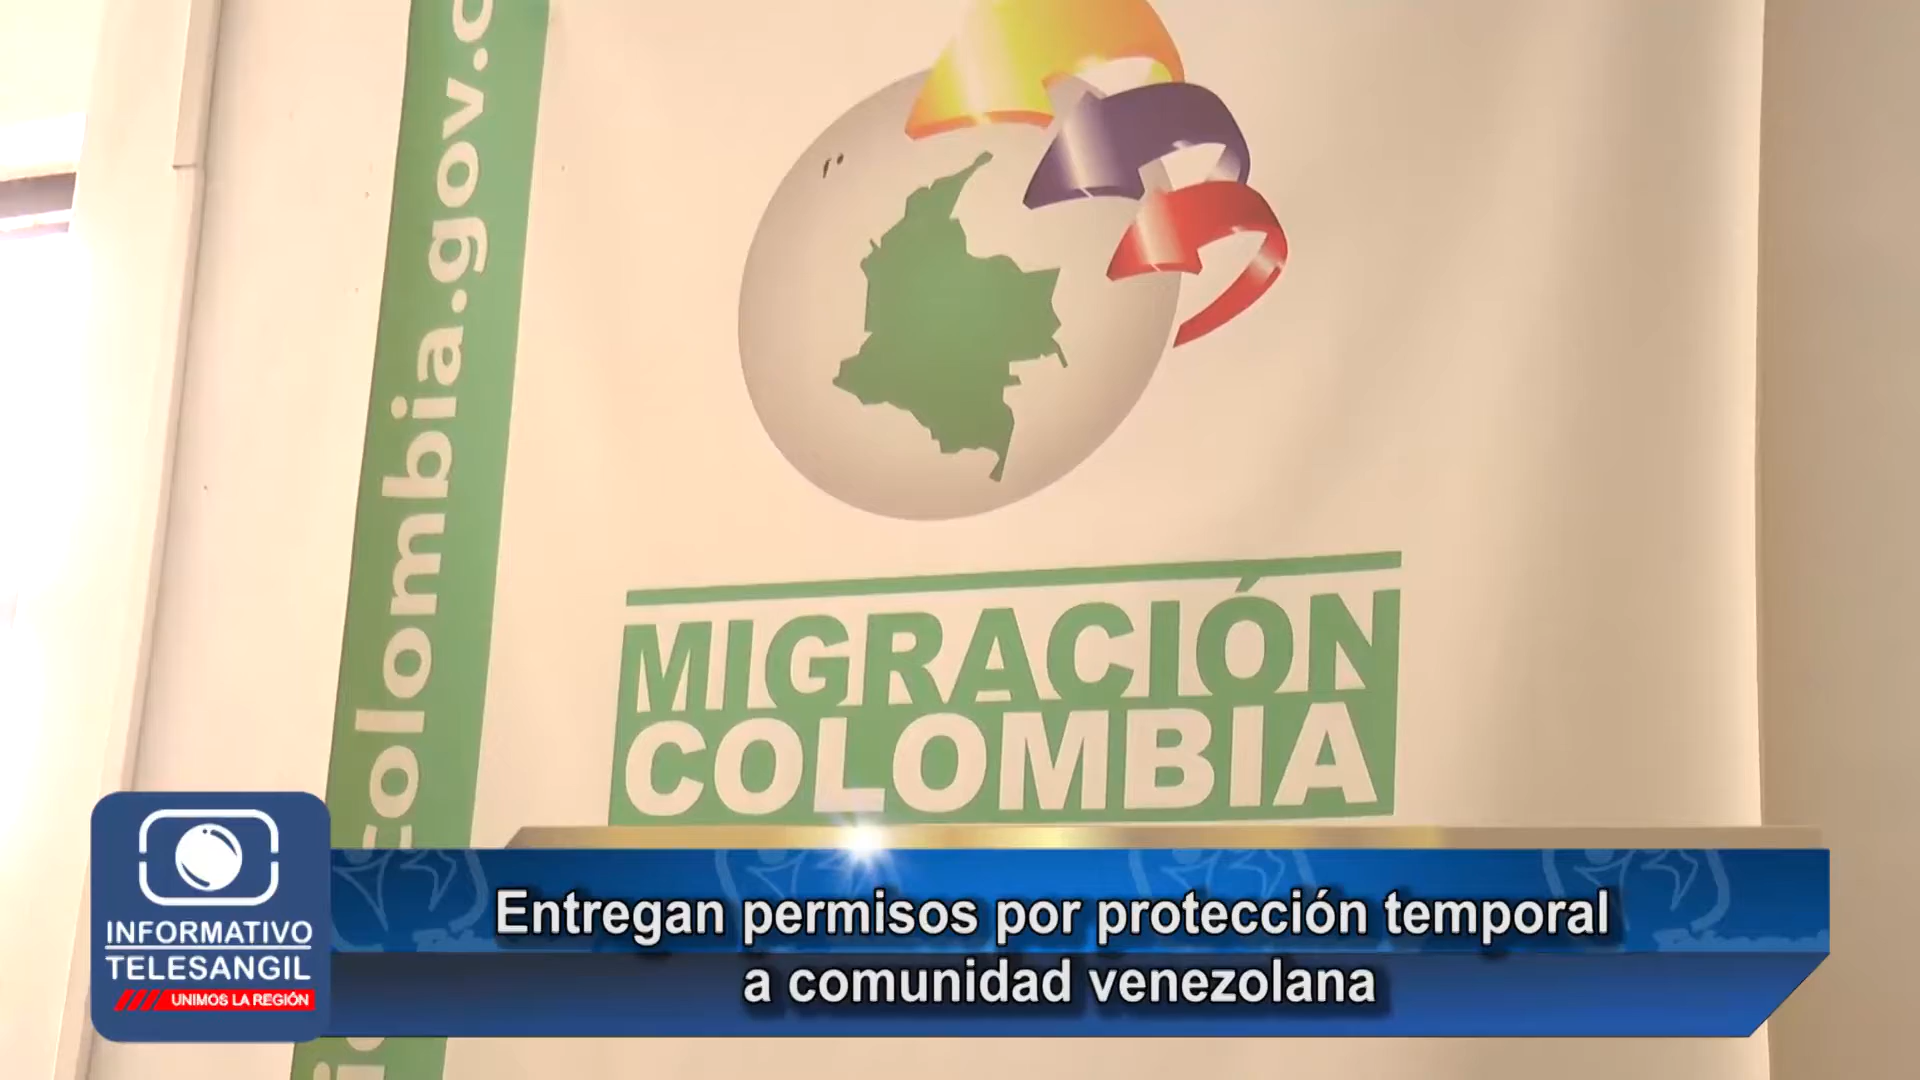 colombia.gov.c
MIGRACIÓN
COLOMBIA
Entregan permisos por protección temporal
a comunidad venezolana
INFORMATIVO
TELESANGIL
UNIMOS LA REGIÓN